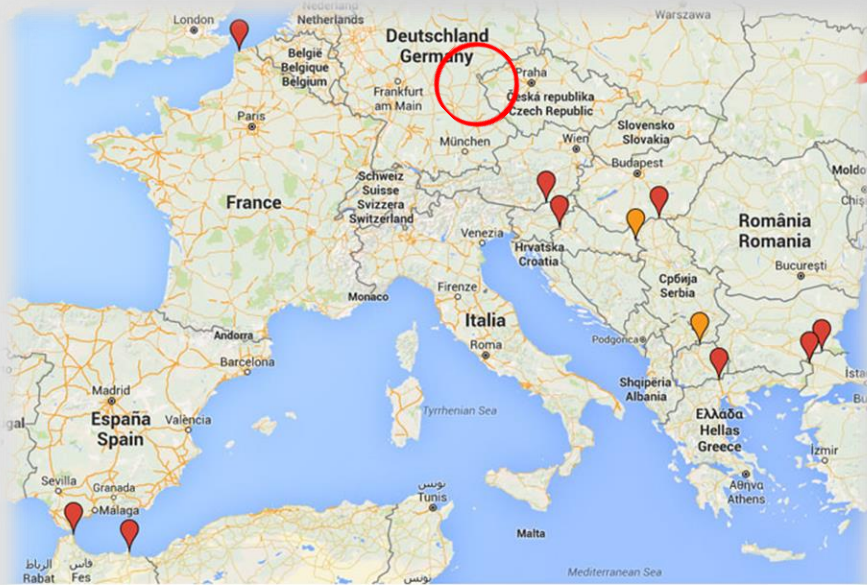 Nederland
Netherlands
London
Warszawa
Deutschland
Germany
België
Belgique
Belgium
Praha
Frankfurt
am Main
Česká republika
Czech Republic
Paris
Slovensko
Slovakia
München
Wien
Budapest
Schweiz
Suisse
Svizzera
Switzerland
France
România
Romania
Venezia
Hrvatska
Croatia
București
Србија
Serbia
Firenze
Monaco
Italia
Andorra
Roma
Podgorica
Barcelona
Shqipëria
Albania
Madrid
España
Spain
València
Tyrrhenian Sea
Ελλάδα
Hellas
Greece
İzmir
Sevilla
Granada
Málaga
Αθήνα
Athens
تونس
Tunis
Malta
الرباط
Rabat
فاس
Fes
تونس
Mediterranean Sea